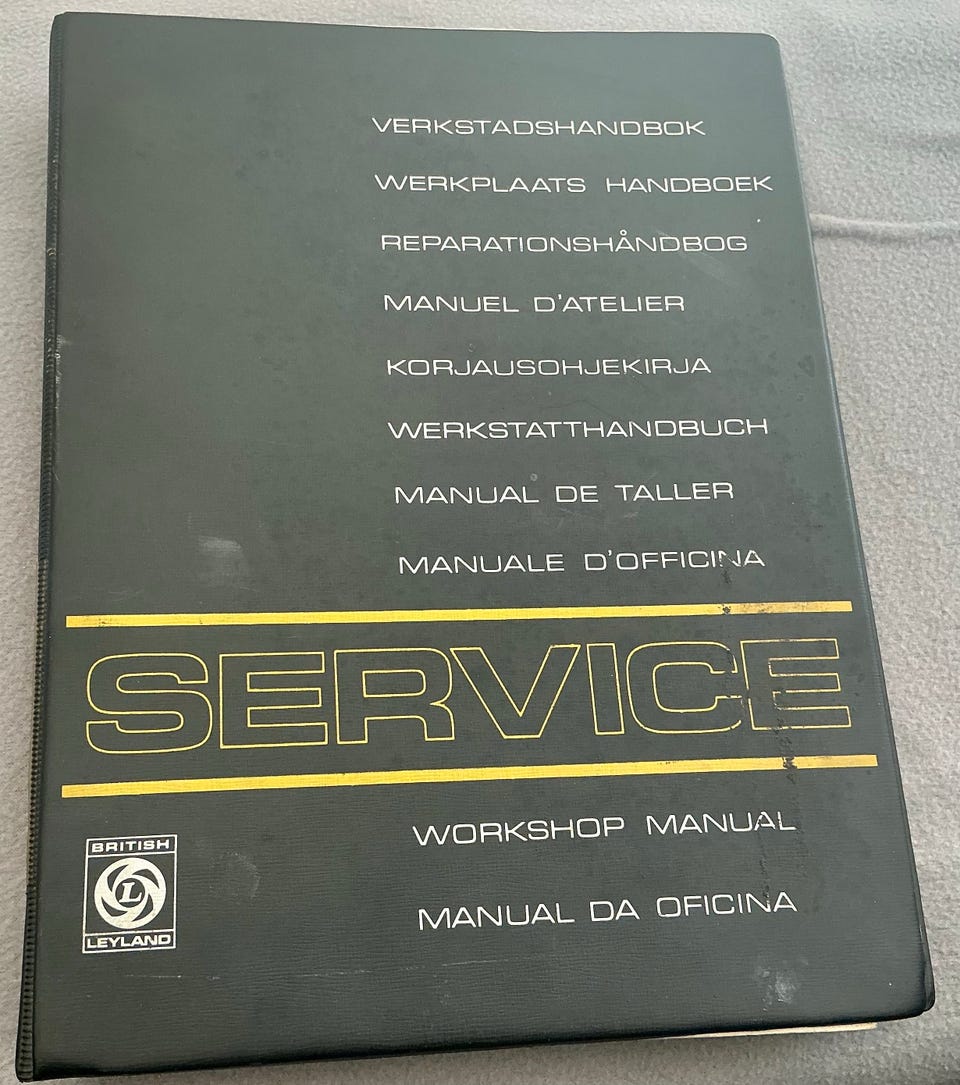 VERKSTADSHANDBOK
WERKPLAATS HANDBOEK
REPARATIONSHÅNDBOG
MANUEL D'ATELIER
KORJAUSOHJEKIRJA
WERKSTATTHANDBUCH
MANUAL DE TALLER
MANUALE D'OFFICINA
SERVICE
WORKSHOP MANUAL
MANUAL DA OFICINA
BRITISH
L
LEYLAND